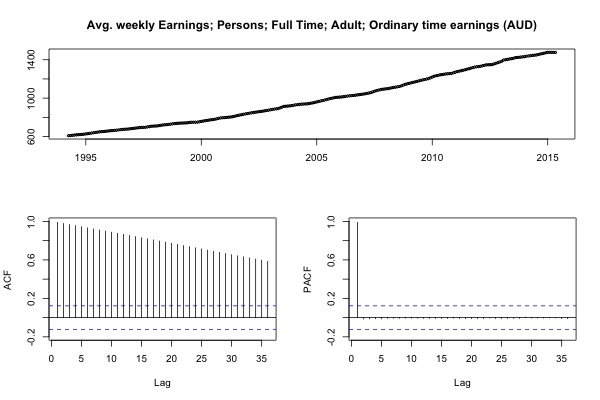 Avg. weekly Earnings; Persons; Full Time; Adult; Ordinary time earnings (AUD)
600 1000 1400
1995 2000 2005 2010 2015
ACF
-0.2 0.2 0.6 1.0
0 5 10 15 20 25 30 35
Lag
PACF
-0.2 0.2 0.6 1.0
0 5 10 15 20 25 30 35
Lag